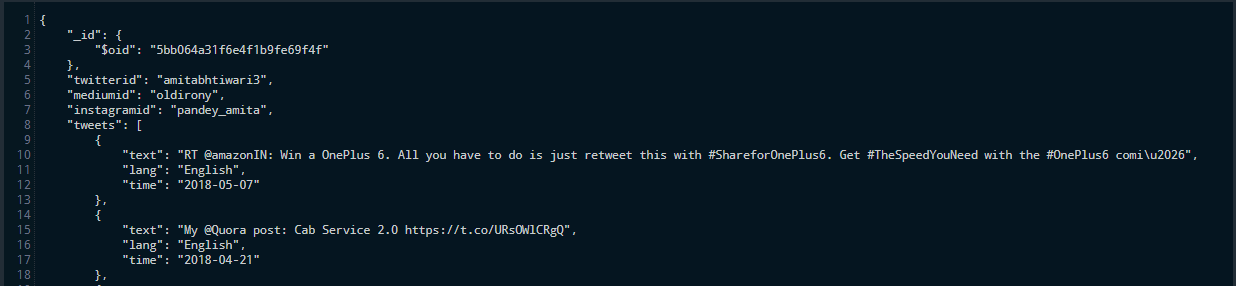 1 {
2 "_id": {
3 "$oid": "5bb064a31f6e4f1b9fe69f4f"
4 },
5 "twitterid": "amitabhtiwari3",
6 "mediumid": "oldirony",
7 "instagramid": "pandey_amita",
8 "tweets": [
9 {
10 "text": "RT @amazonIN: Win a OnePlus 6. All you have to do is just retweet this with #ShareforOnePlus6. Get #TheSpeedYouNeed with the #OnePlus6 comi\u2026",
11 "lang": "English",
12 "time": "2018-05-07"
13 },
14 {
15 "text": "My @Quora post: Cab Service 2.0 https://t.co/URsOWlCRgQ",
16 "lang": "English",
17 "time": "2018-04-21"
18 },